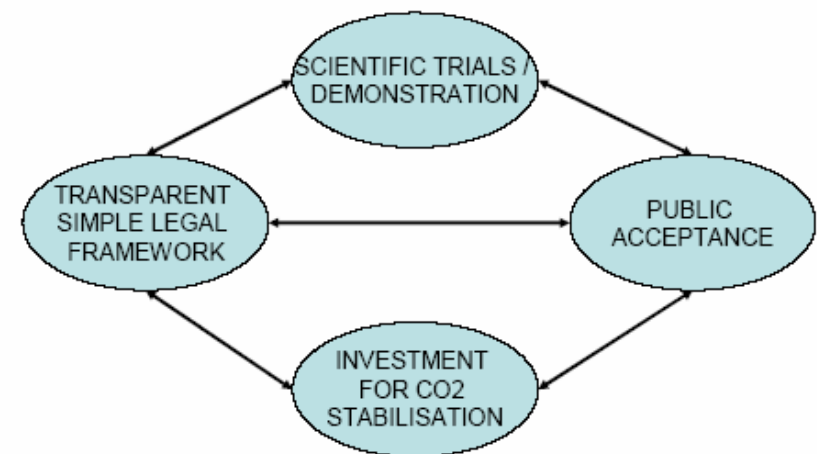 SCIENTIFIC TRIALS /
DEMONSTRATION
TRANSPARENT
SIMPLE LEGAL
FRAMEWORK
PUBLIC
ACCEPTANCE
INVESTMENT
FOR CO2
STABILISATION